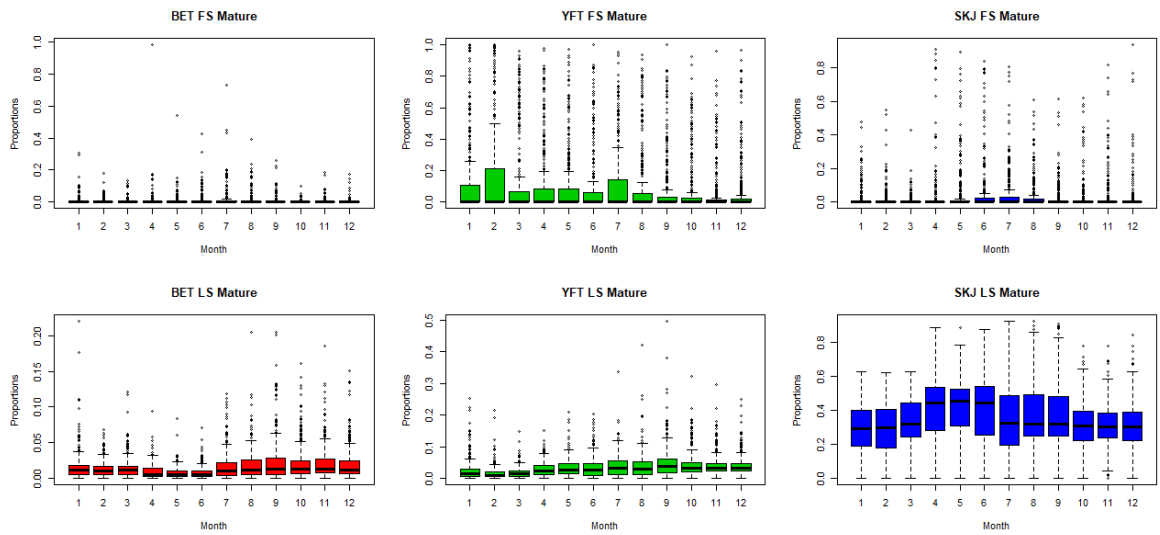 BET FS Mature
YFT FS Mature
SKJ FS Mature
Proportions
0.0 0.2 0.4 0.6 0.8 1.0
1 2 3 4 5 6 7 8 9 10 11 12
Month
Proportions
0.0 0.2 0.4 0.6 0.8 1.0
1 2 3 4 5 6 7 8 9 10 11 12
Month
Proportions
0.0 0.2 0.4 0.6 0.8
1 2 3 4 5 6 7 8 9 10 11 12
Month
BET LS Mature
YFT LS Mature
SKJ LS Mature
Proportions
0.00 0.05 0.10 0.15 0.20
1 2 3 4 5 6 7 8 9 10 11 12
Month
Proportions
0.0 0.1 0.2 0.3 0.4 0.5
1 2 3 4 5 6 7 8 9 10 11 12
Month
Proportions
0.0 0.2 0.4 0.6 0.8
1 2 3 4 5 6 7 8 9 10 11 12
Month